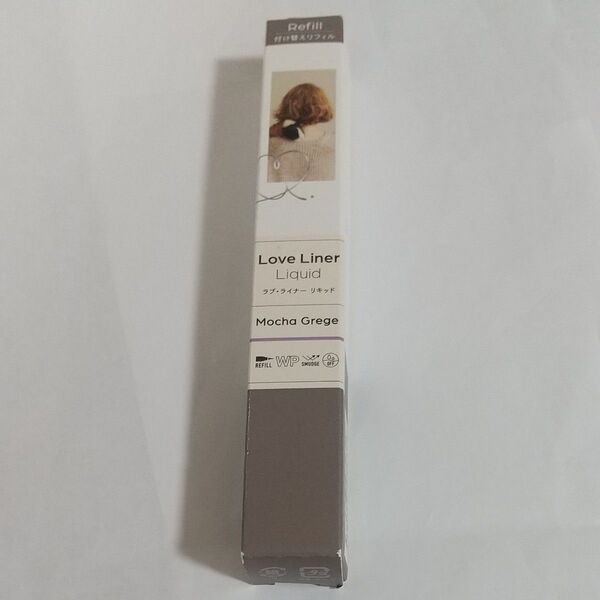 Refill
付け替えリフィル
Love Liner
Liquid
ラブ・ライナー リキッド
Mocha Grege
REFILL WP SMUDGE OFF